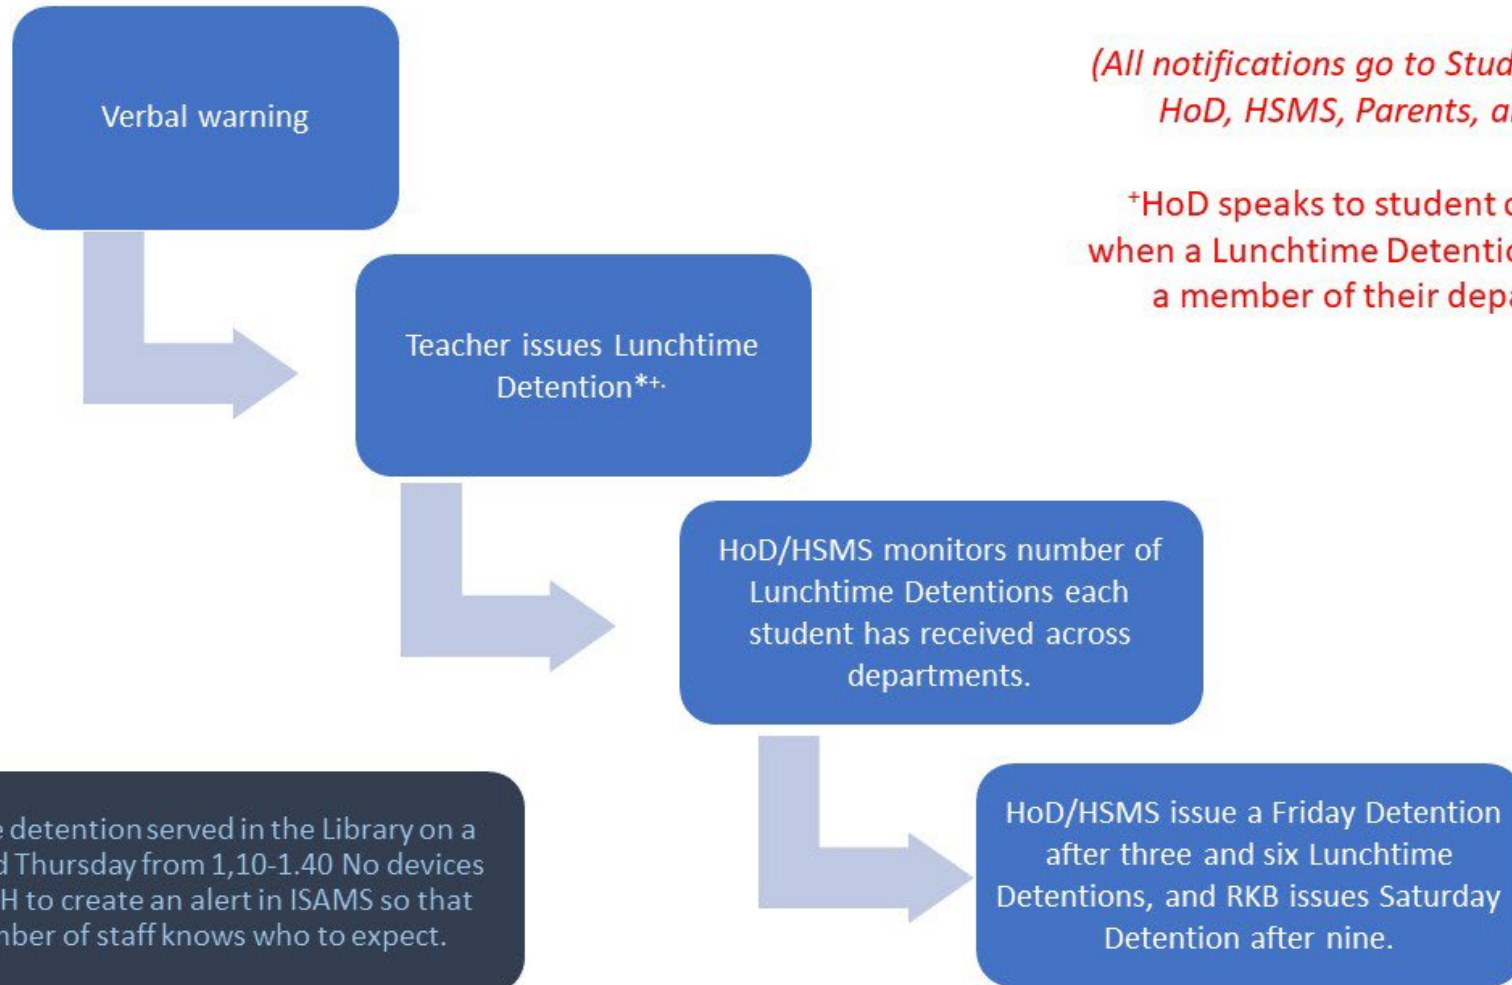 Verbal warning
(All notifications go to
HoD, HSMS, Parents,
⁺HoD speaks to student
when a Lunchtime
a member of their
Teacher issues Lunchtime
Detention*⁺·
HoD/HSMS monitors number of
Lunchtime Detentions each
student has received across
departments.
detention served in the Library on a
Thursday from 1,10-1.40 No devices
to create an alert in ISAMS so that
of staff knows who to expect.
HoD/HSMS issue a Friday Detention
after three and six Lunchtime
Detentions, and RKB issues Saturday
Detention after nine.